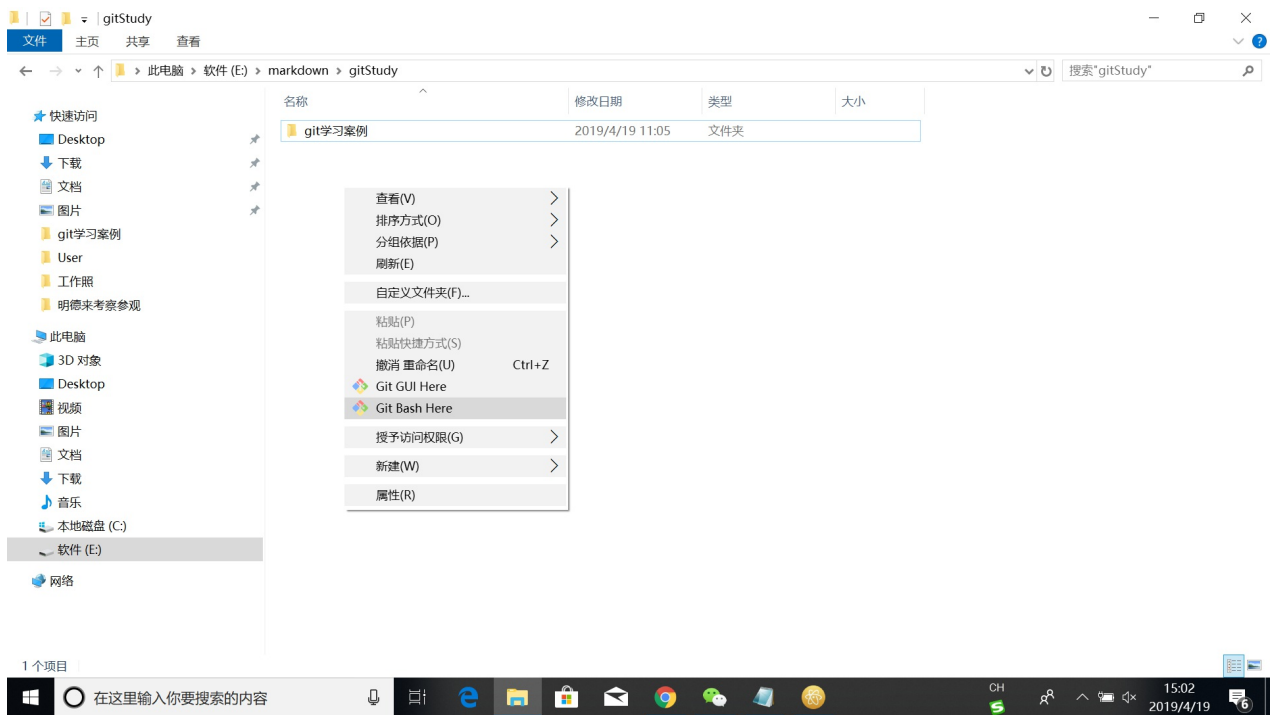 gitStudy
文件 主页 共享 查看
此电脑 > 软件 (E:) > markdown > gitStudy
搜索"gitStudy"
名称 修改日期 类型 大小
git学习案例 2019/4/19 11:05 文件夹
快速访问
Desktop
下载
文档
图片
git学习案例
User
工作照
明德来考察参观
此电脑
3D 对象
Desktop
视频
图片
文档
下载
音乐
本地磁盘 (C:)
软件 (E:)
网络
查看(V)
排序方式(O)
分组依据(P)
刷新(E)
自定义文件夹(F)...
粘贴(P)
粘贴快捷方式(S)
撤消 重命名(U) Ctrl+Z
Git GUI Here
Git Bash Here
授予访问权限(G)
新建(W)
属性(R)
1 个项目
在这里输入你要搜索的内容
CH
15:02
2019/4/19
6